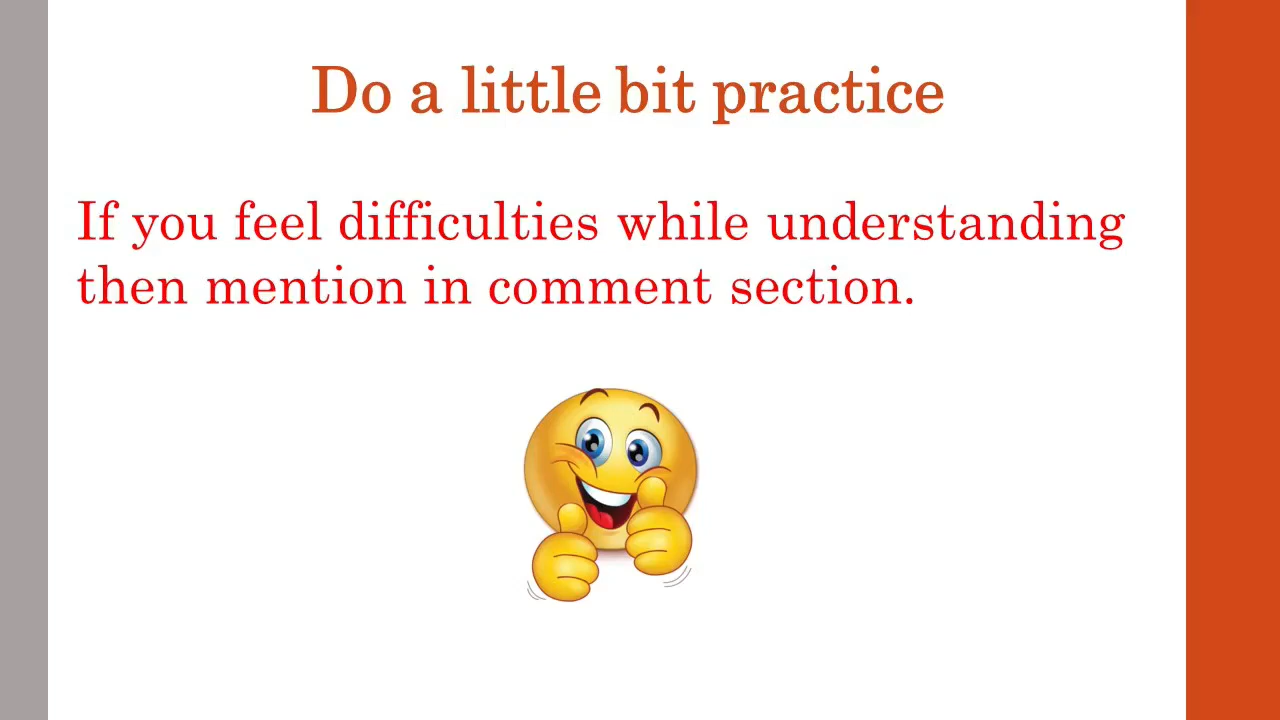 Do a little bit practice
If you feel difficulties while understanding
then mention in comment section.